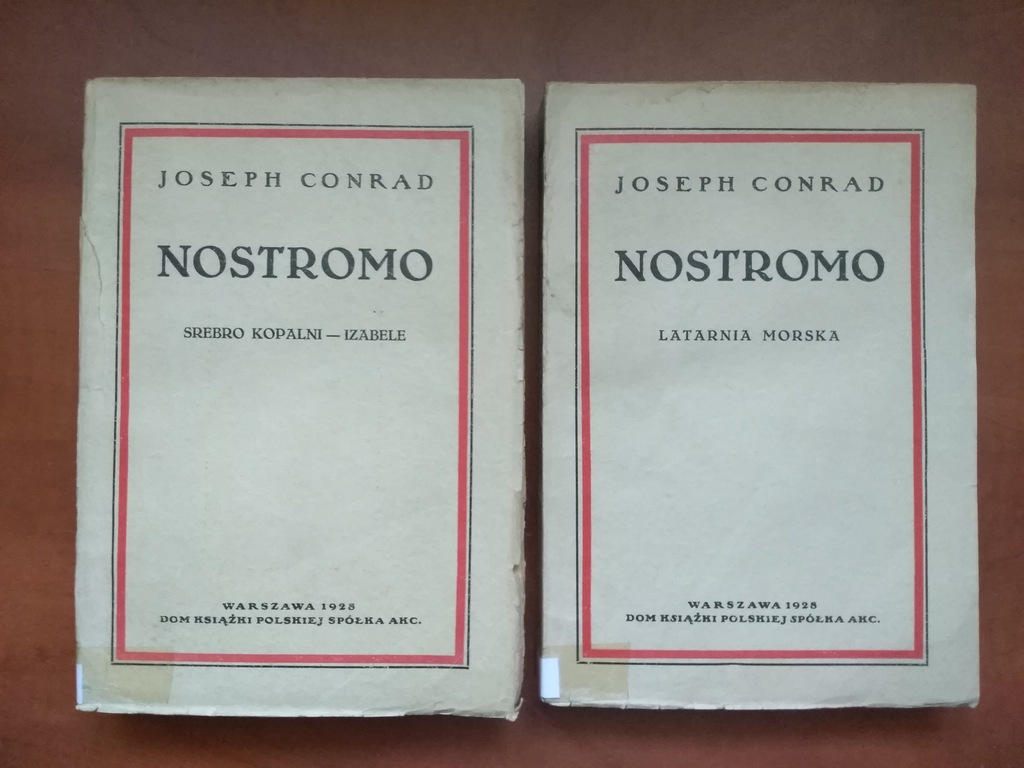 JOSEPH CONRAD
NOSTROMO
SREBRO KOPALNI — IZABELE
WARSZAWA 1928
DOM KSIĄŻKI POLSKIEJ SPÓŁKA AKC.
JOSEPH CONRAD
NOSTROMO
LATARNIA MORSKA
WARSZAWA 1928
DOM KSIĄŻKI POLSKIEJ SPÓŁKA AKC.